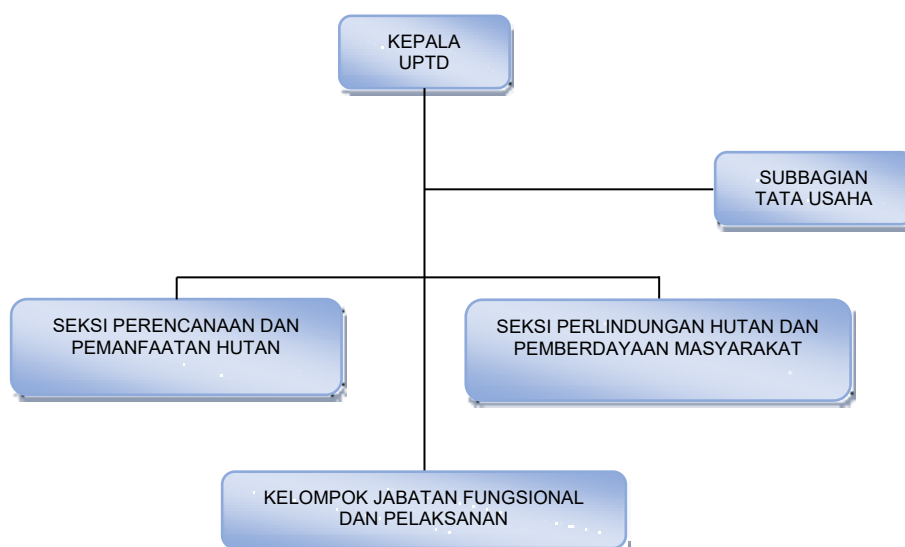 KEPALA
UPTD
SUBBAGIAN
TATA USAHA
SEKSI PERENCANAAN DAN
PEMANFAATAN HUTAN
SEKSI PERLINDUNGAN HUTAN DAN
PEMBERDAYAAN MASYARAKAT
KELOMPOK JABATAN FUNGSIONAL
DAN PELAKSANAN